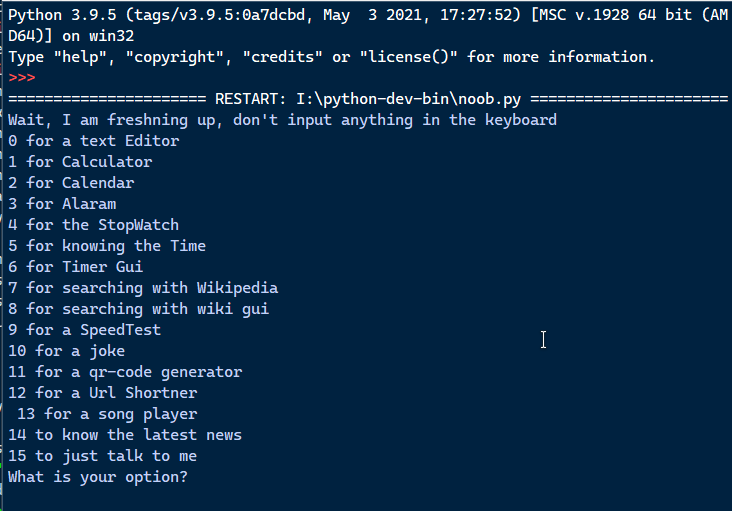 Python 3.9.5 (tags/v3.9.5:0a7dcbd, May  3 2021, 17:27:52) [MSC v.1928 64 bit (AM
D64)] on win32
Type "help", "copyright", "credits" or "license()" for more information.
>>>
====================== RESTART: I:\python-dev-bin\noob.py ======================
Wait, I am freshning up, don't input anything in the keyboard
0 for a text Editor
1 for Calculator
2 for Calendar
3 for Alaram
4 for the StopWatch
5 for knowing the Time
6 for Timer Gui
7 for searching with Wikipedia
8 for searching with wiki gui
9 for a SpeedTest
10 for a joke
11 for a qr-code generator
12 for a Url Shortner
 13 for a song player
14 to know the latest news
15 to just talk to me
What is your option?